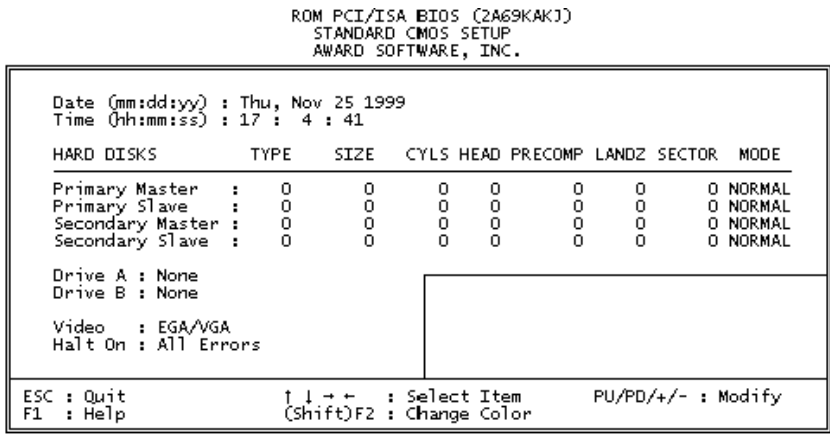 ROM PCI/ISA BIOS (2A69KAKJ)
STANDARD CMOS SETUP
AWARD SOFTWARE, INC.
Date (mm:dd:yy) : Thu, Nov 25 1999
Time (hh:mm:ss) : 17 : 4 : 41
HARD DISKS TYPE SIZE CYLS HEAD PRECOMP LANDZ SECTOR MODE
Primary Master : 0 0 0 0 0 0 0 NORMAL
Primary Slave : 0 0 0 0 0 0 0 NORMAL
Secondary Master : 0 0 0 0 0 0 0 NORMAL
Secondary Slave : 0 0 0 0 0 0 0 NORMAL
Drive A : None
Drive B : None
Video : EGA/VGA
Halt On : All Errors
ESC : Quit ↑ ↓ → ← : Select Item PU/PD/+/- : Modify
F1 : Help (Shift)F2 : Change Color